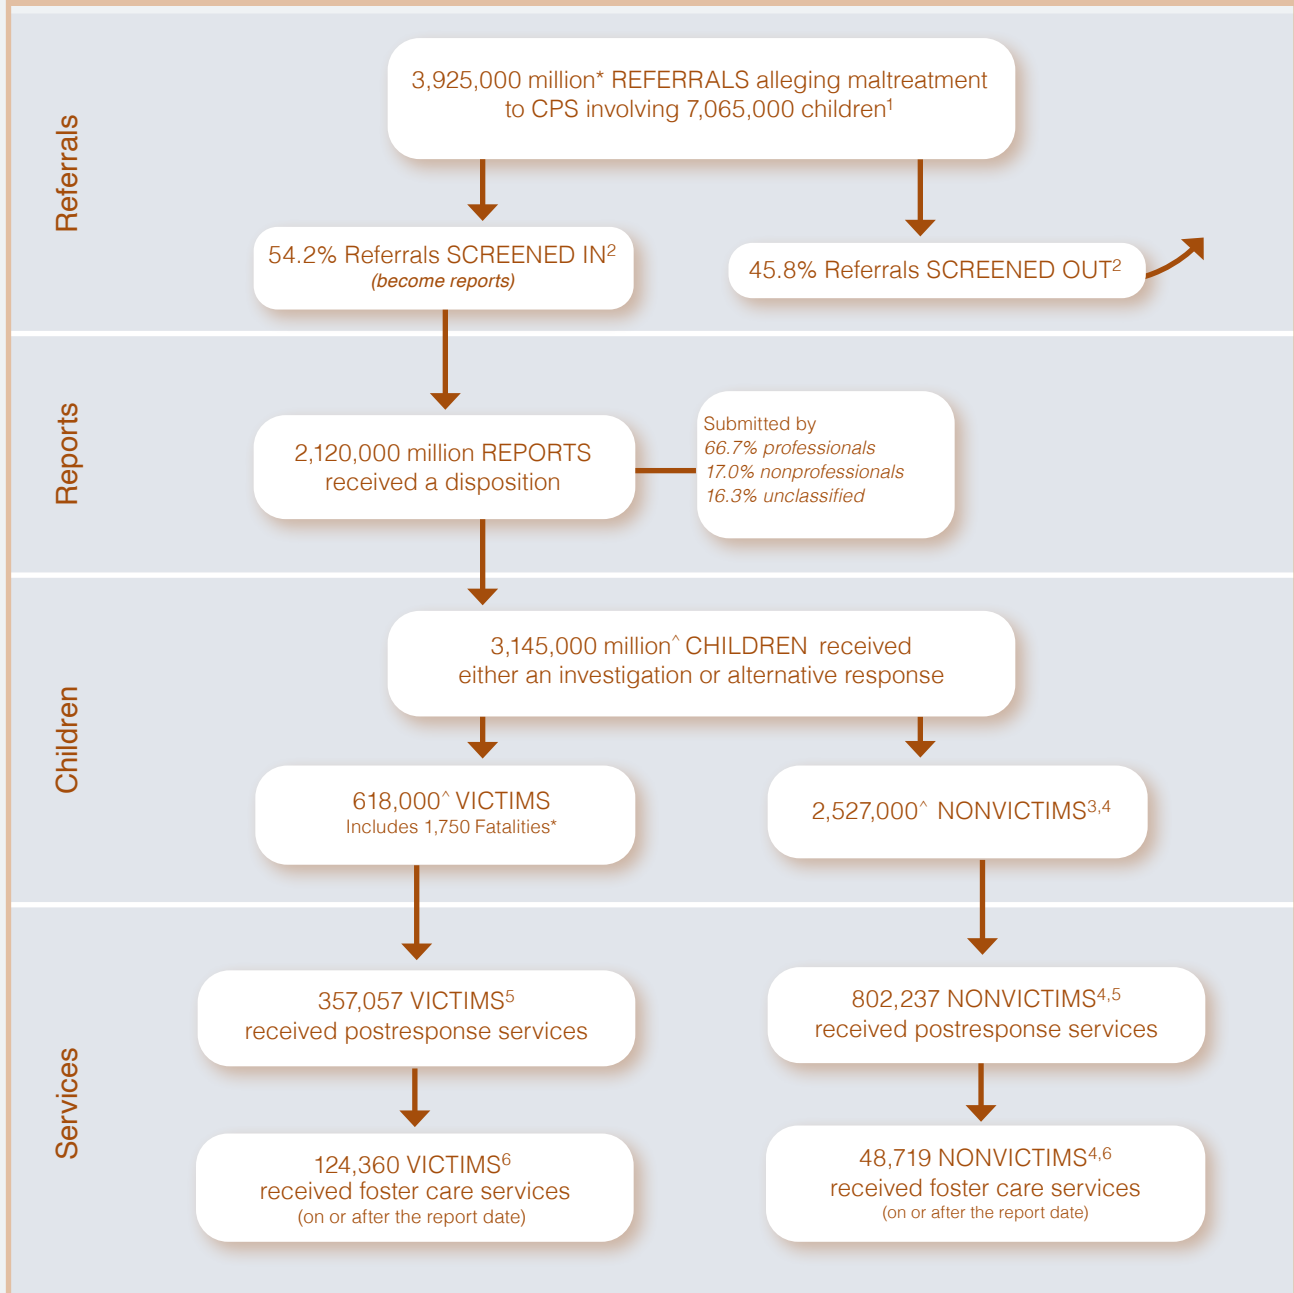 Referrals
3,925,000 million* REFERRALS alleging maltreatment
to CPS involving 7,065,000 children¹
54.2% Referrals SCREENED IN²
(become reports)
45.8% Referrals SCREENED OUT²
Reports
2,120,000 million REPORTS
received a disposition
Submitted by
66.7% professionals
17.0% nonprofessionals
16.3% unclassified
Children
3,145,000 million^ CHILDREN received
either an investigation or alternative response
618,000^ VICTIMS
Includes 1,750 Fatalities*
2,527,000^ NONVICTIMS³,⁴
Services
357,057 VICTIMS⁵
received postresponse services
802,237 NONVICTIMS⁴,⁵
received postresponse services
124,360 VICTIMS⁶
received foster care services
(on or after the report date)
48,719 NONVICTIMS⁴,⁶
received foster care services
(on or after the report date)